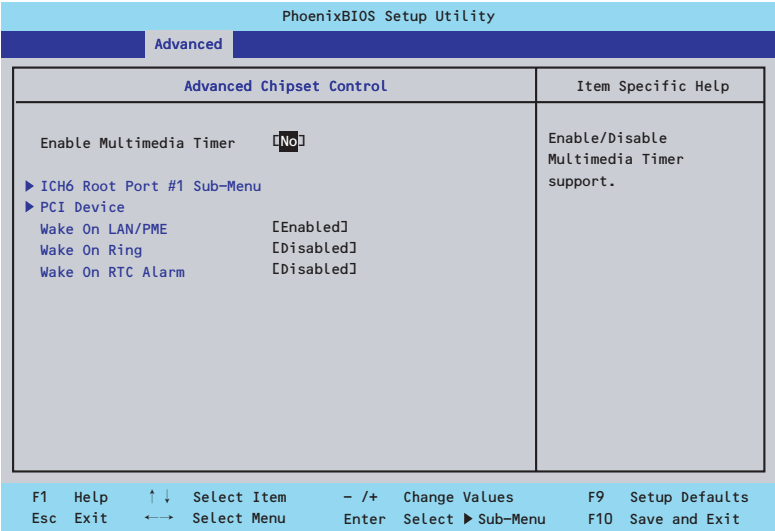 PhoenixBIOS Setup Utility
Advanced
Advanced Chipset Control
Item Specific Help
Enable Multimedia Timer [No]
▶ ICH6 Root Port #1 Sub-Menu
▶ PCI Device
Wake On LAN/PME [Enabled]
Wake On Ring [Disabled]
Wake On RTC Alarm [Disabled]
Enable/Disable
Multimedia Timer
support.
F1 Help ↑↓ Select Item - /+ Change Values F9 Setup Defaults
Esc Exit ←→ Select Menu Enter Select ▶ Sub-Menu F10 Save and Exit